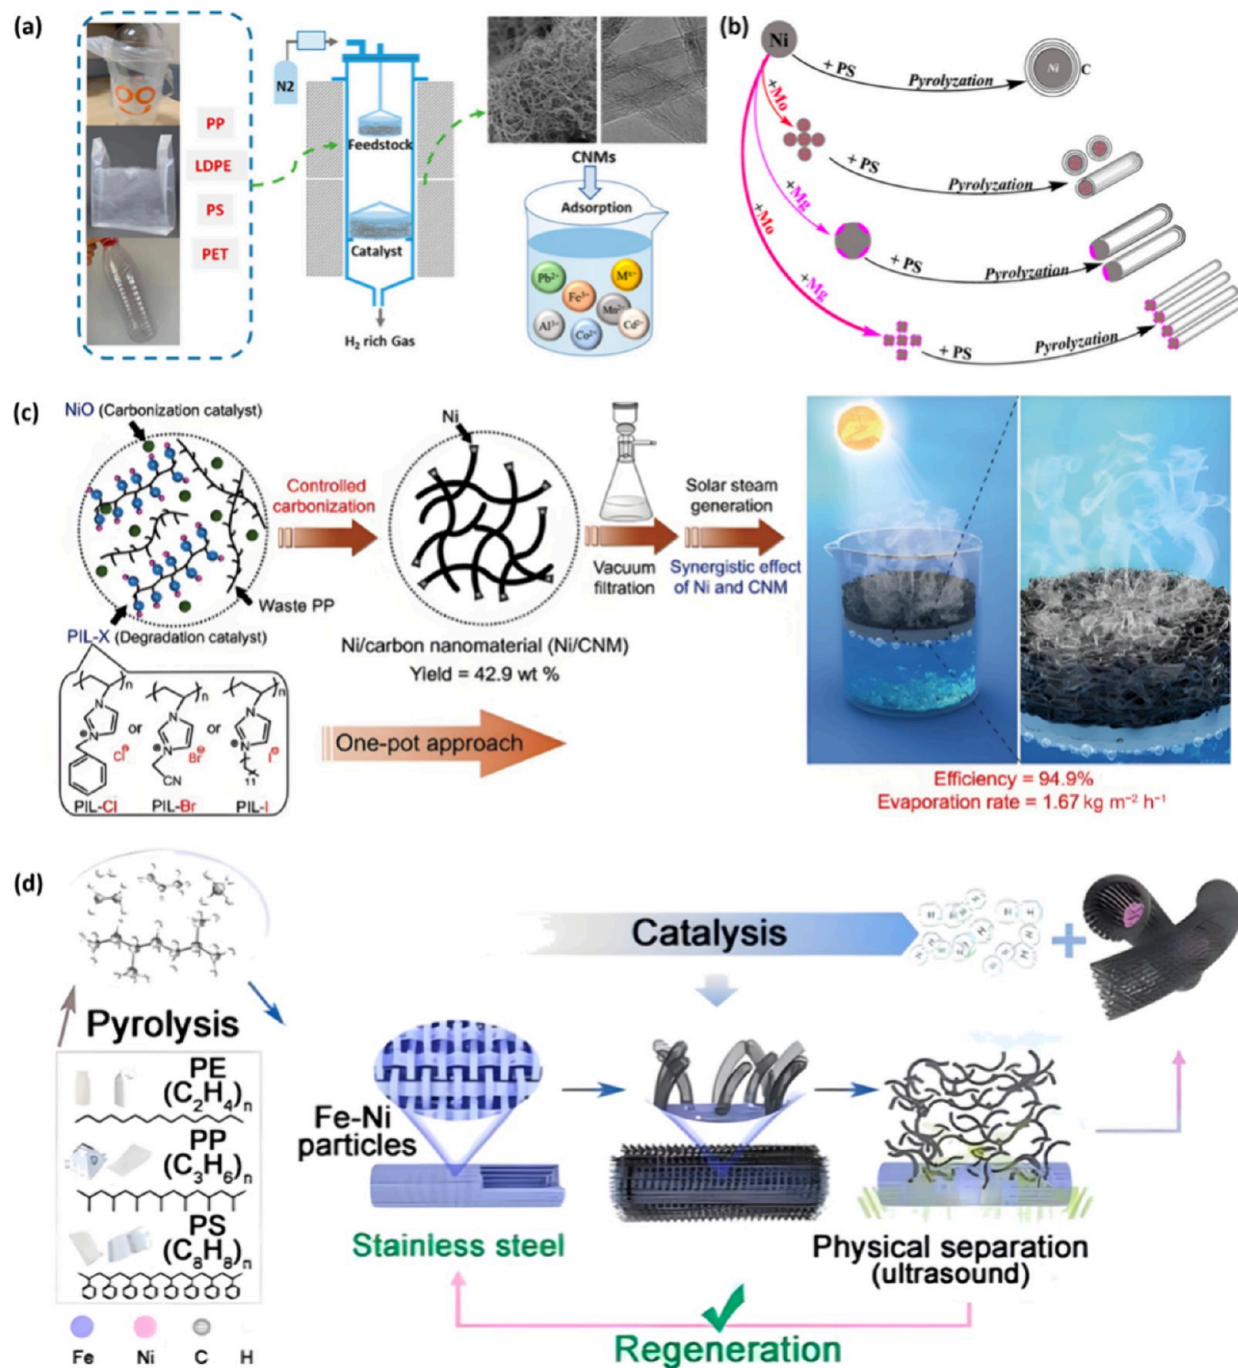 (a)
PP
LDPE
PS
PET
N2
Feedstock
Catalyst
H₂ rich Gas
CNMs
Adsorption
Pb²⁺
Fe³⁺
Mn²⁺
Al³⁺
Co²⁺
Cd²⁺
(b)
Ni
+ PS
Pyrolyzation
Ni
C
+Mo
+ PS
Pyrolyzation
+Mg
+ PS
Pyrolyzation
+Mo
+Mg
+ PS
Pyrolyzation
(c)
NiO (Carbonization catalyst)
Controlled
carbonization
Waste PP
PIL-X (Degradation catalyst)
n
or
n
or
n
Cl⊖
Br⊖
I⊖
CN
11
PIL-Cl
PIL-Br
PIL-I
Ni
Ni/carbon nanomaterial (Ni/CNM)
Yield = 42.9 wt %
One-pot approach
Vacuum
filtration
Solar steam
generation
Synergistic effect
of Ni and CNM
Efficiency = 94.9%
Evaporation rate = 1.67 kg m⁻² h⁻¹
(d)
Pyrolysis
PE
(C₂H₄)ₙ
PP
(C₃H₆)ₙ
PS
(C₈H₈)ₙ
Fe
Ni
C
H
Catalysis
+
Fe-Ni
particles
Stainless steel
Physical separation
(ultrasound)
Regeneration